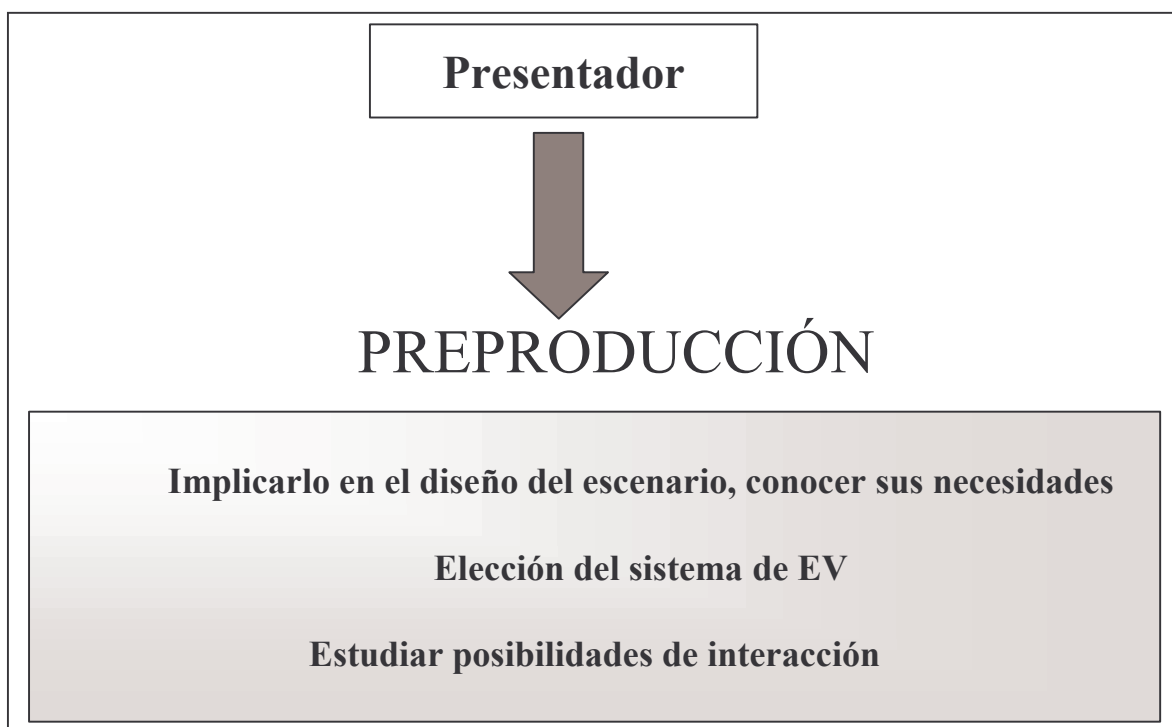 Presentador
PREPRODUCCIÓN
Implicarlo en el diseño del escenario, conocer sus necesidades
Elección del sistema de EV
Estudiar posibilidades de interacción